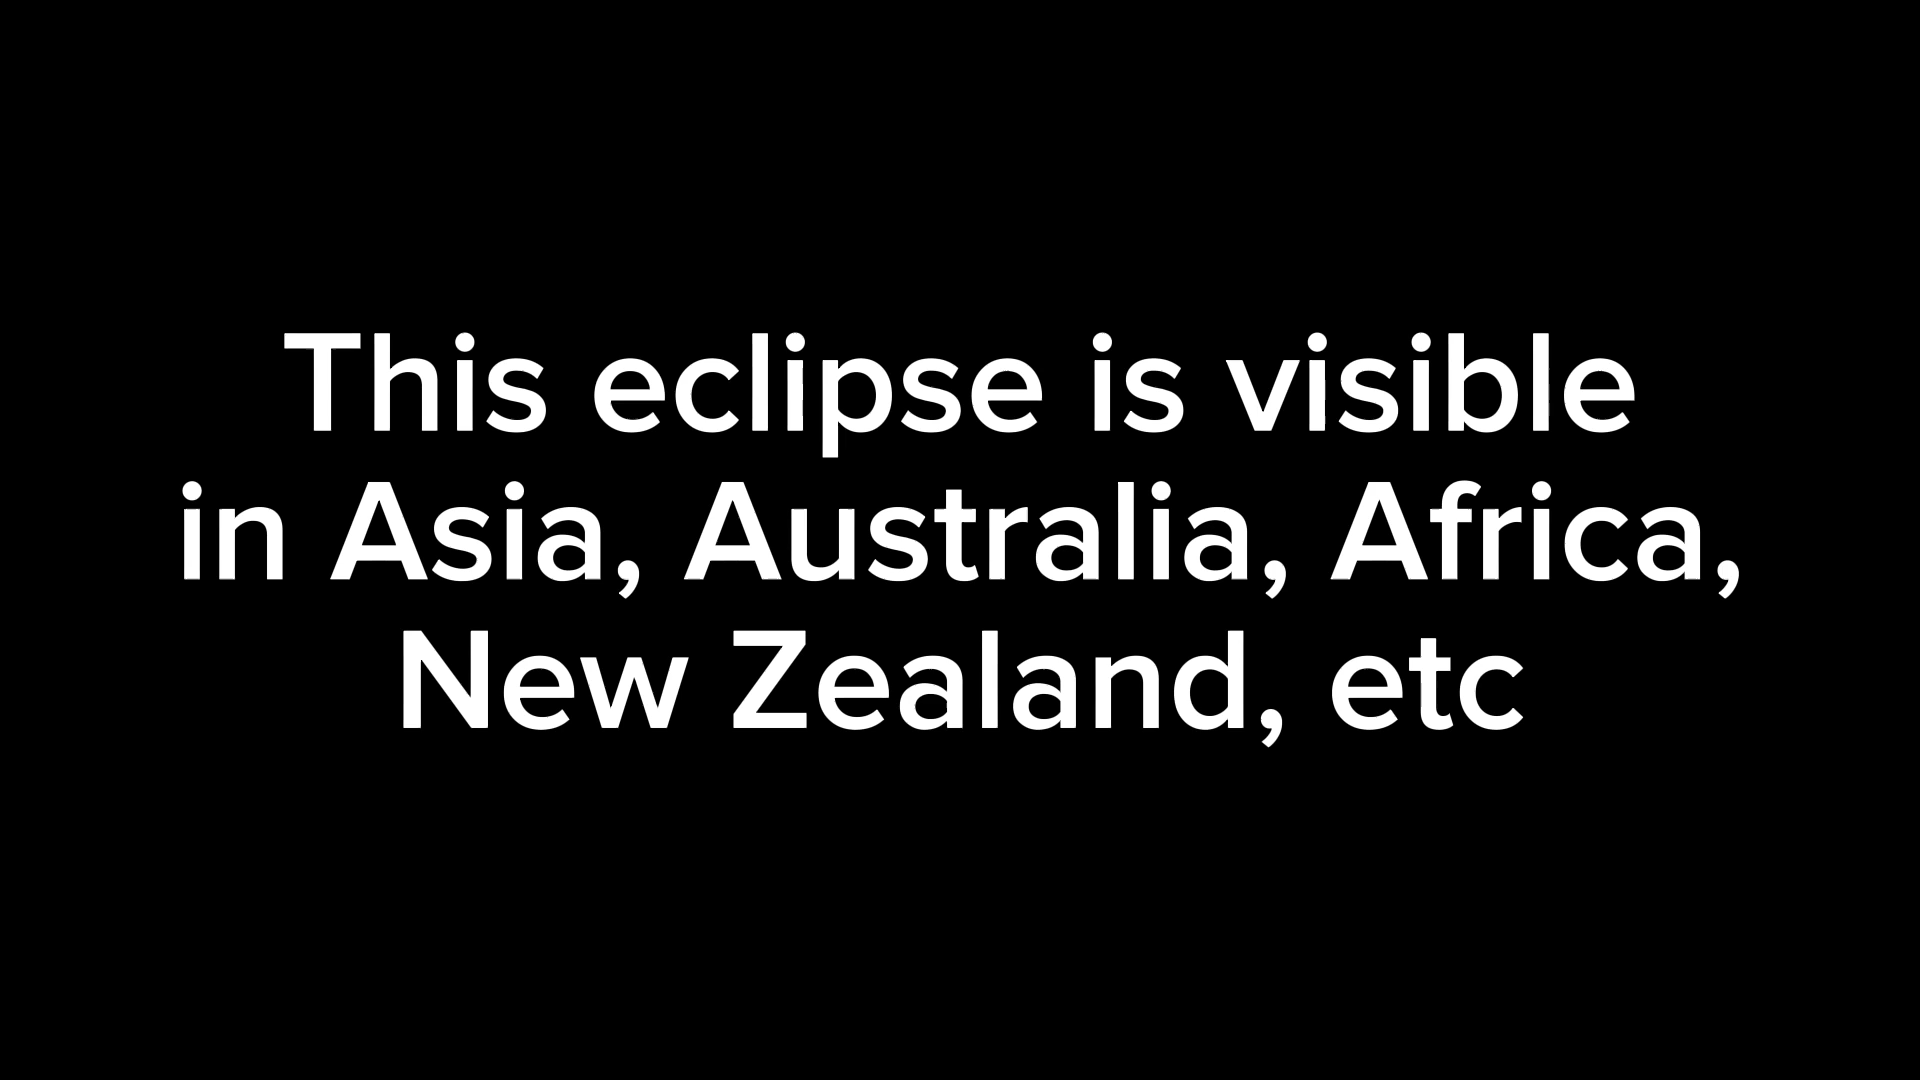 This eclipse is visible
in Asia, Australia, Africa,
New Zealand, etc